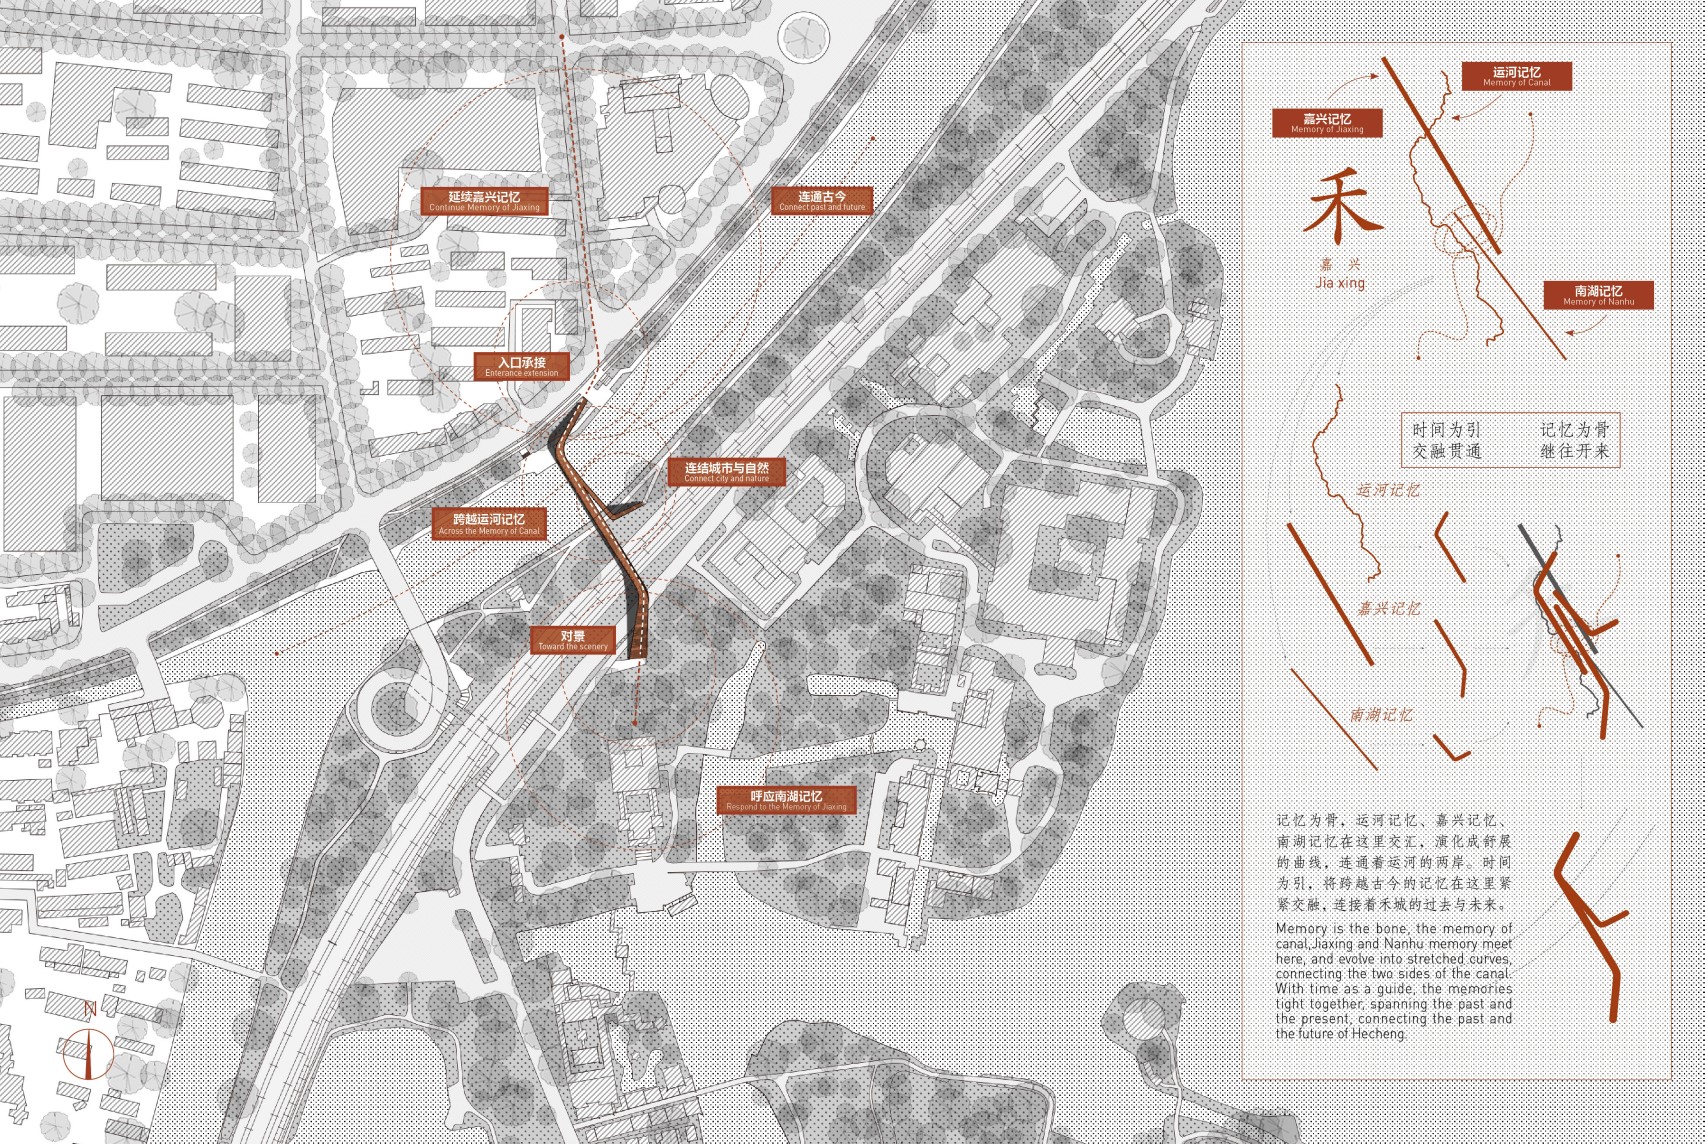 延续嘉兴记忆
Continue Memory of Jiaxing
连通古今
Connect past and future
入口承接
Enterance extension
连结城市与自然
Connect city and nature
跨越运河记忆
Across the Memory of Canal
对景
Toward the scenery
呼应南湖记忆
Respond to the Memory of Jiaxing
N
运河记忆
Memory of Canal
嘉兴记忆
Memory of Jiaxing
禾
嘉 兴
Jia xing
南湖记忆
Memory of Nanhu
时间为引 记忆为骨
交融贯通 继往开来
运河记忆
嘉兴记忆
南湖记忆
记忆为骨，运河记忆、嘉兴记忆、
南湖记忆在这里交汇，演化成舒展
的曲线，连通着运河的两岸。时间
为引，将跨越古今的记忆在这里紧
紧交融，连接着禾城的过去与未来。
Memory is the bone, the memory of
canal,Jiaxing and Nanhu memory meet
here, and evolve into stretched curves,
connecting the two sides of the canal.
With time as a guide, the memories
tight together, spanning the past and
the present, connecting the past and
the future of Hecheng.